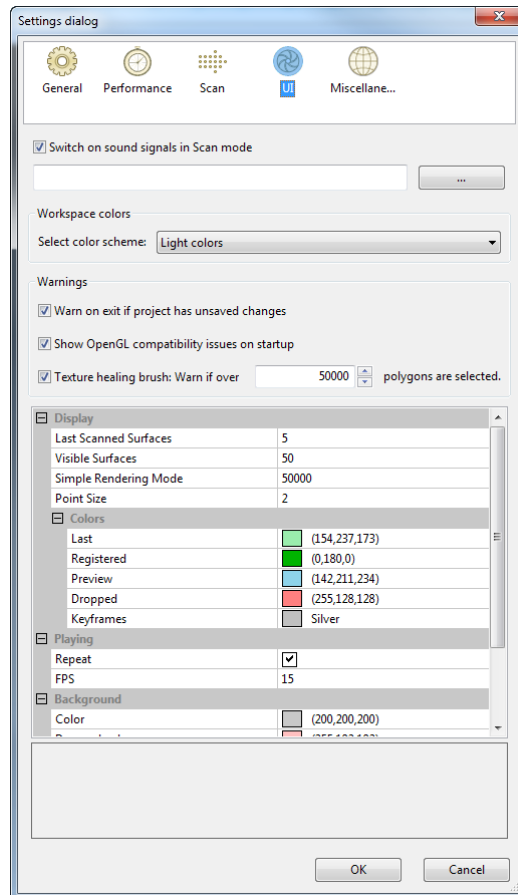 Settings dialog
General Performance Scan UI Miscellane...
Switch on sound signals in Scan mode
...
Workspace colors
Select color scheme: Light colors
Warnings
Warn on exit if project has unsaved changes
Show OpenGL compatibility issues on startup
Texture healing brush: Warn if over 50000 polygons are selected.
Display
Last Scanned Surfaces 5
Visible Surfaces 50
Simple Rendering Mode 50000
Point Size 2
Colors
Last (154,237,173)
Registered (0,180,0)
Preview (142,211,234)
Dropped (255,128,128)
Keyframes Silver
Playing
Repeat
FPS 15
Background
Color (200,200,200)
OK Cancel